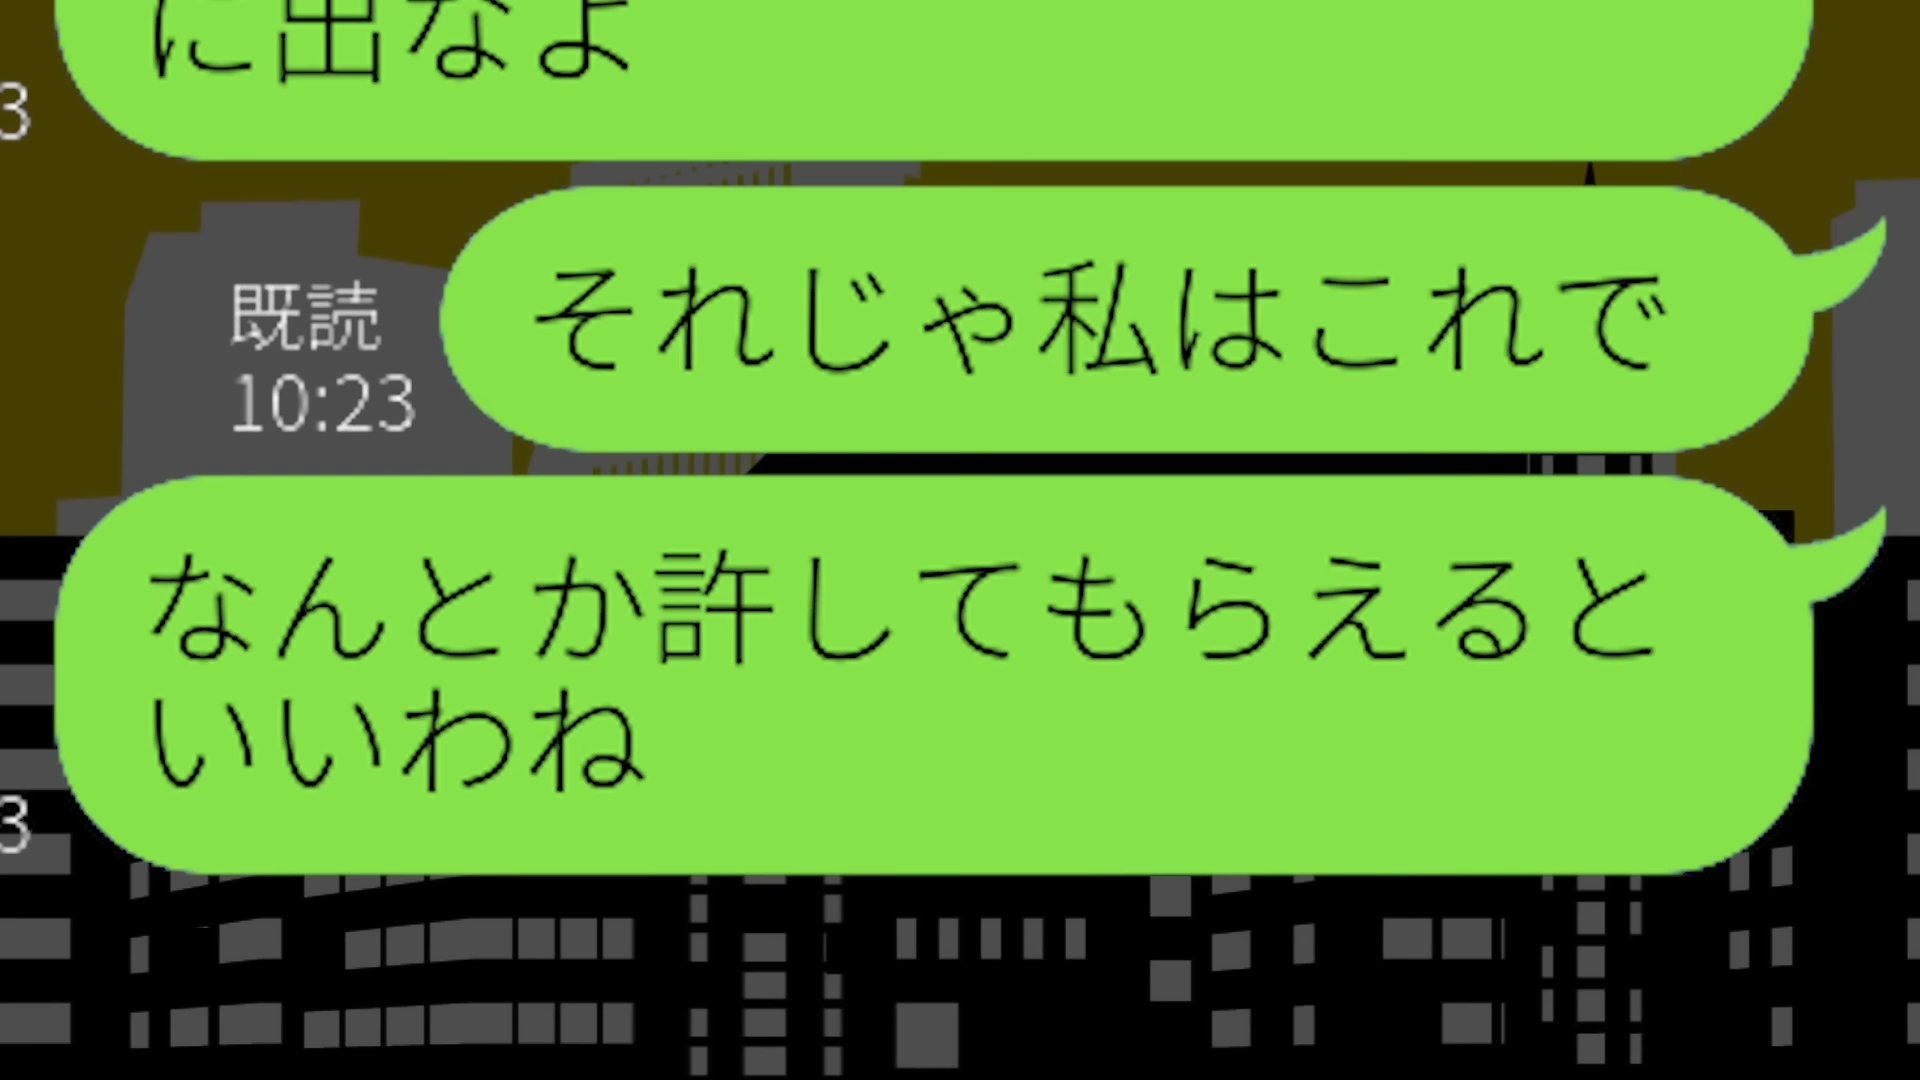 に出なよ
3
それじゃ私はこれで
既読
10:23
なんとか許してもらえると
いいわね
3